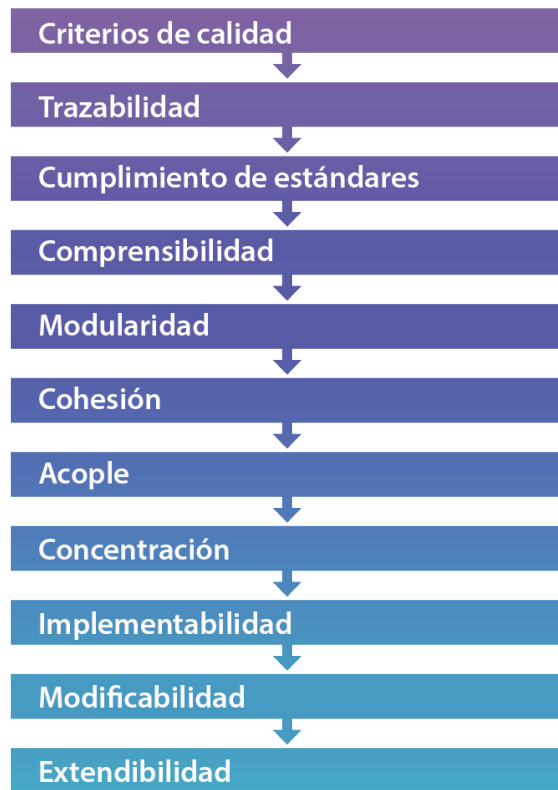 Criterios de calidad
Trazabilidad
Cumplimiento de estándares
Comprensibilidad
Modularidad
Cohesión
Acople
Concentración
Implementabilidad
Modificabilidad
Extendibilidad